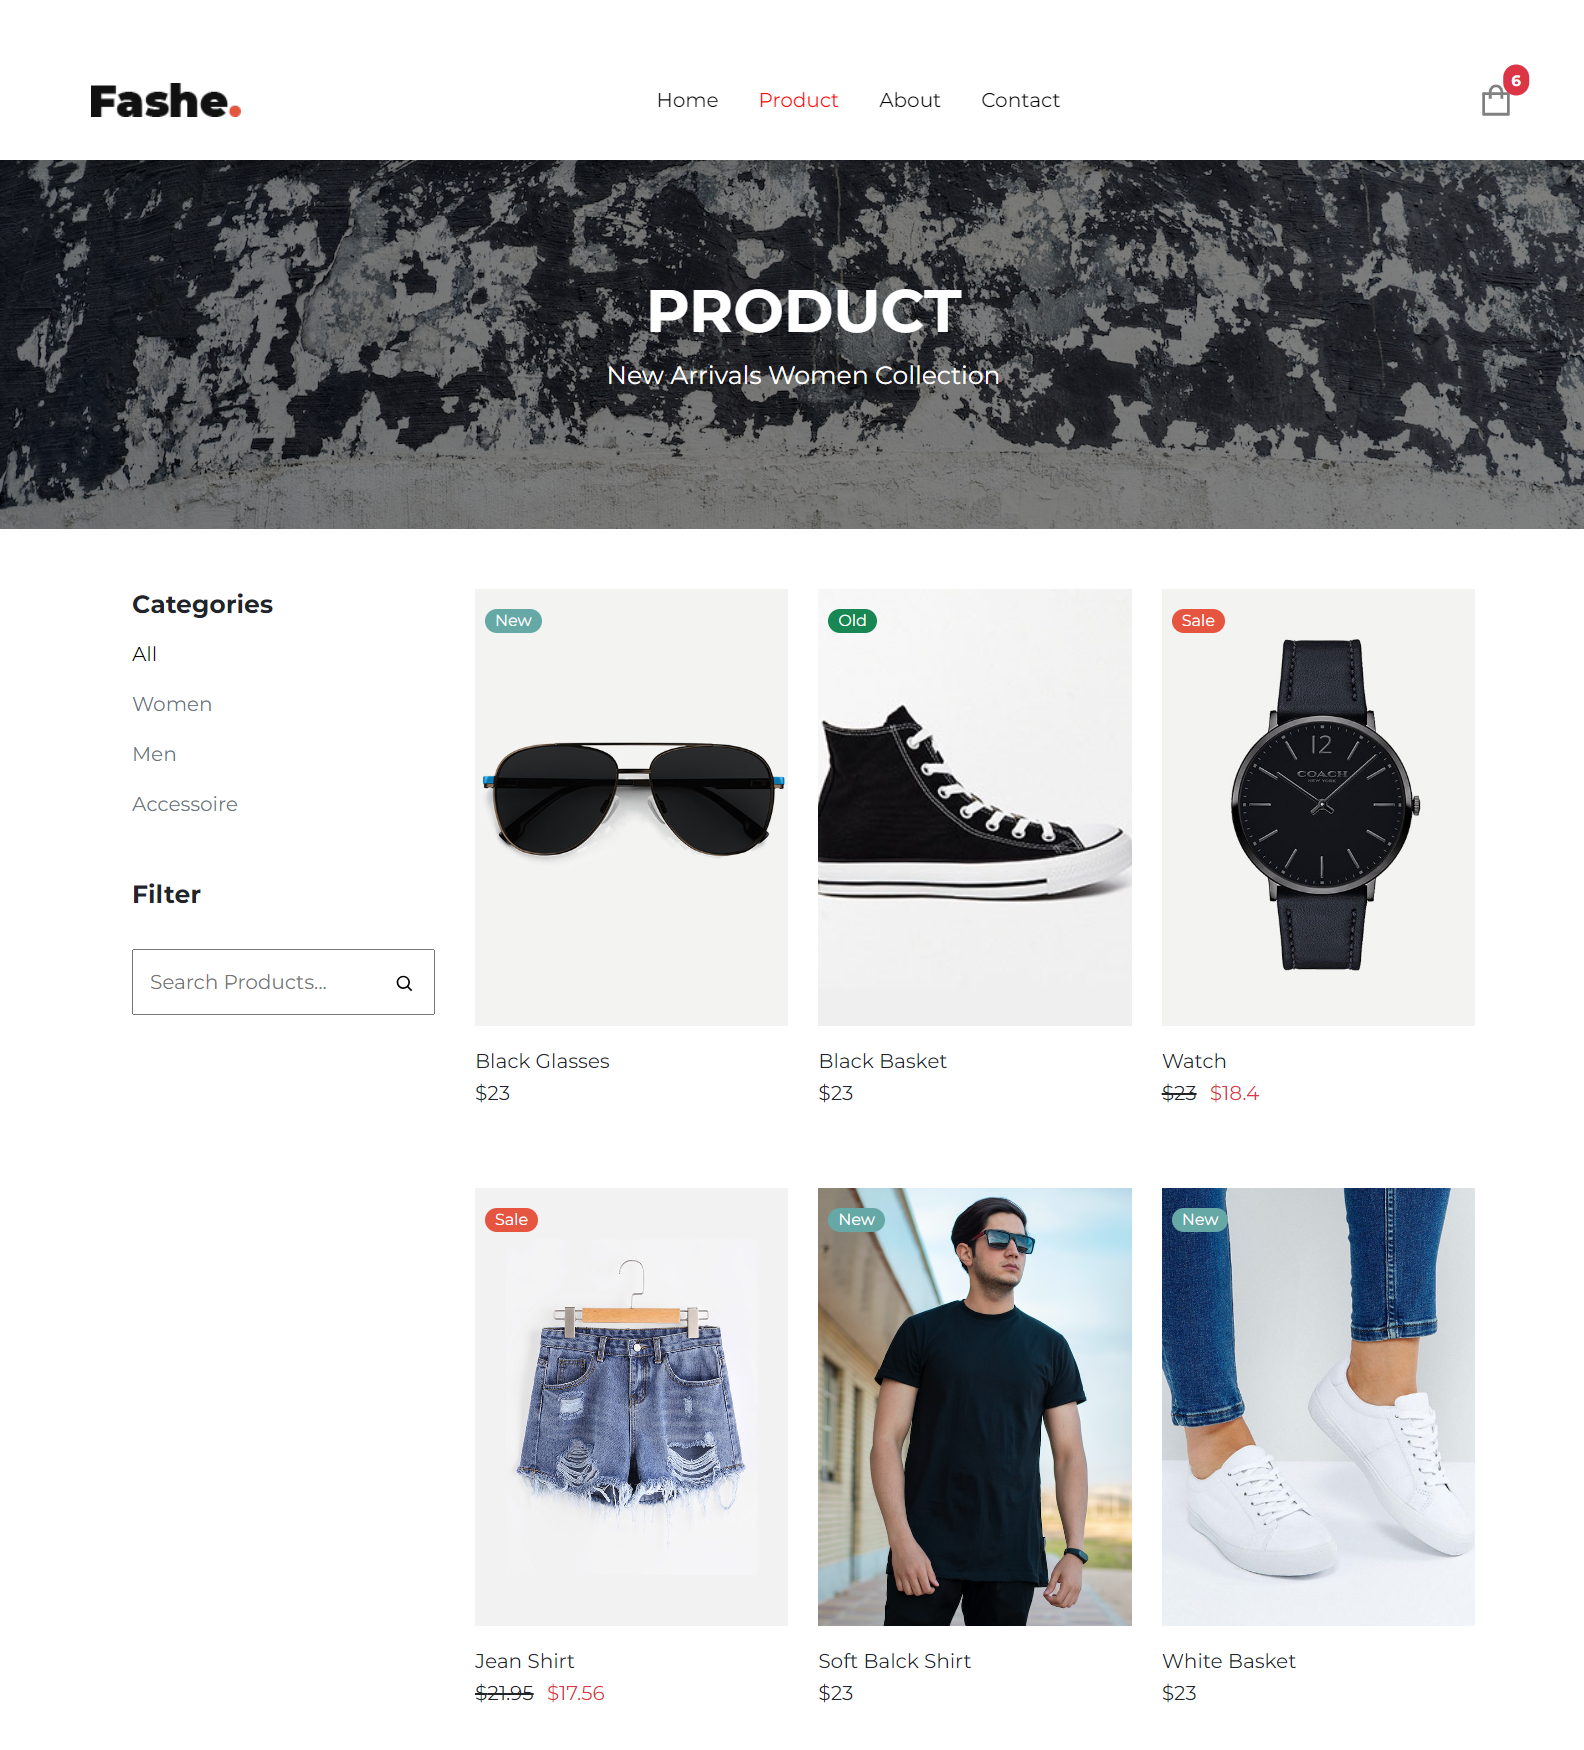 Fashe.
Home Product About Contact
6
PRODUCT
New Arrivals Women Collection
Categories
All
Women
Men
Accessoire
Filter
Search Products...
New
Old
Sale
12
COACH
NEW YORK
Black Glasses
$23
Black Basket
$23
Watch
$23 $18.4
Sale
New
New
Jean Shirt
$21.95 $17.56
Soft Balck Shirt
$23
White Basket
$23